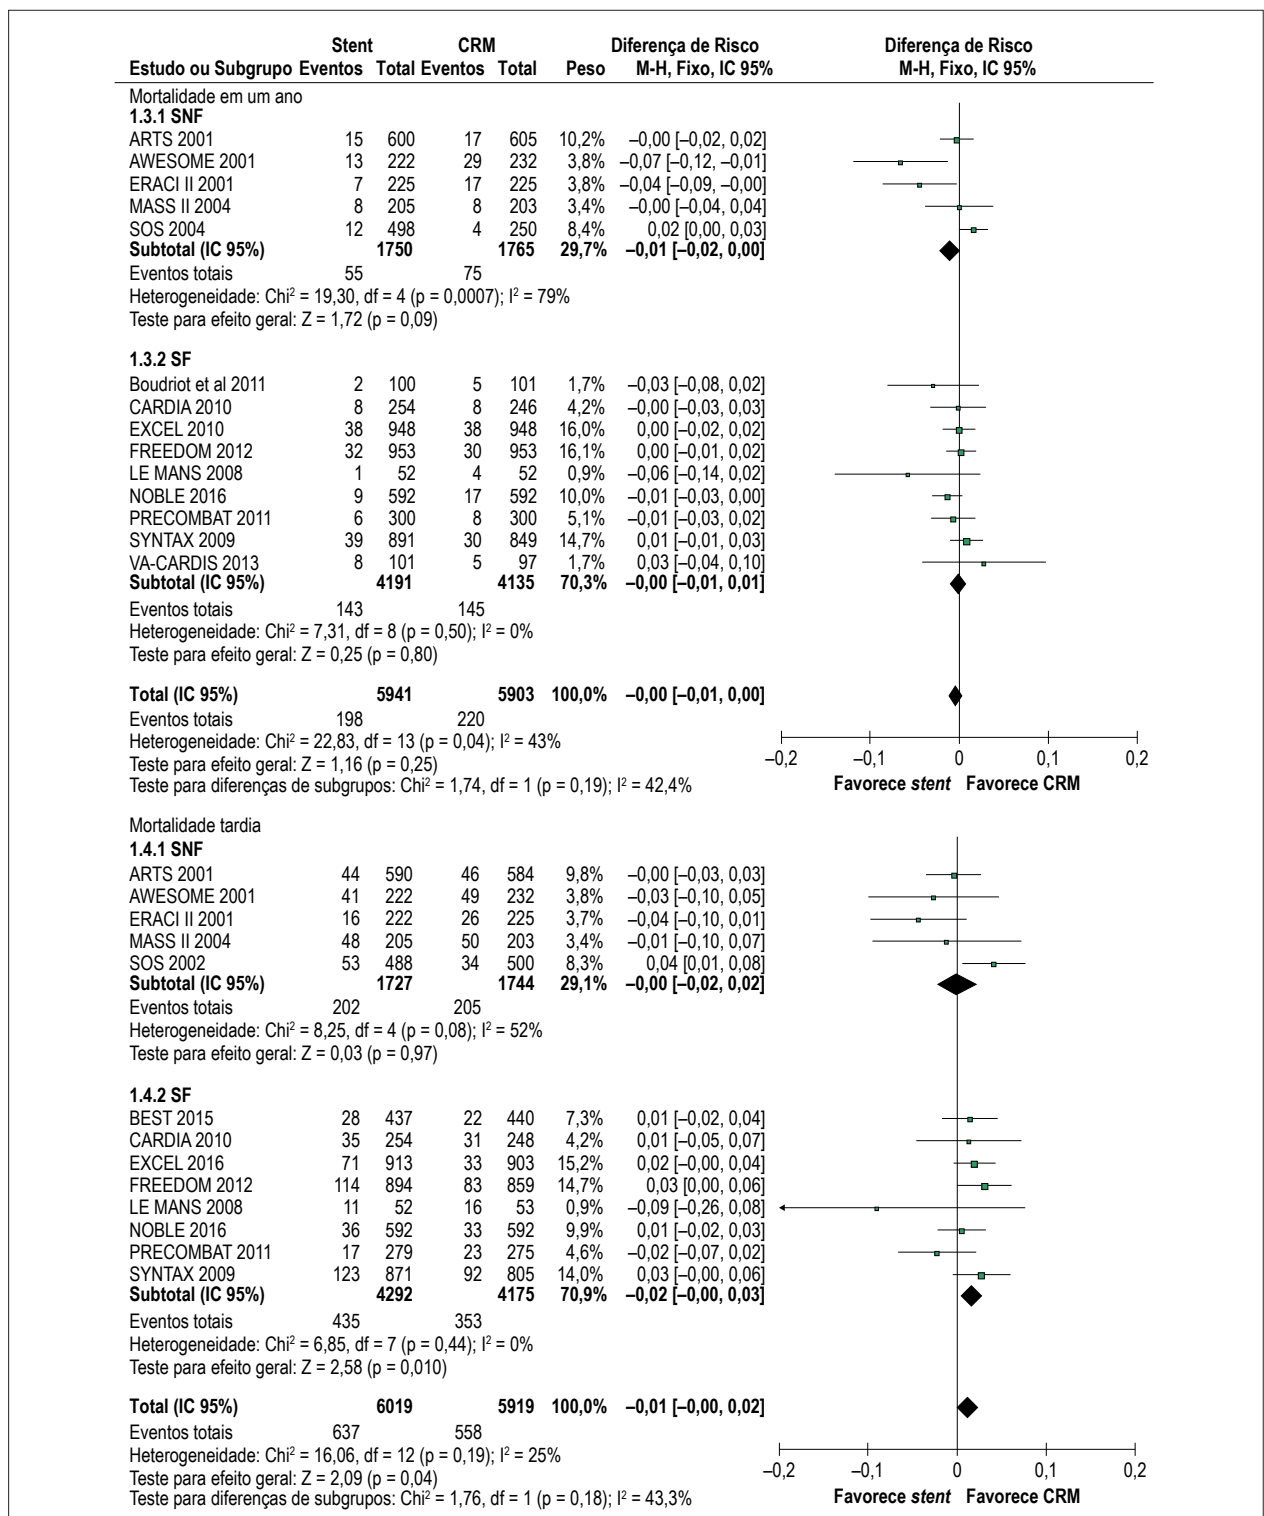 Stent CRM Diferença de Risco Diferença de Risco
Estudo ou Subgrupo Eventos Total Eventos Total Peso M-H, Fixo, IC 95% M-H, Fixo, IC 95%
Mortalidade em um ano
1.3.1 SNF
ARTS 2001 15 600 17 605 10,2% –0,00 [–0,02, 0,02]
AWESOME 2001 13 222 29 232 3,8% –0,07 [–0,12, –0,01]
ERACI II 2001 7 225 17 225 3,8% –0,04 [–0,09, –0,00]
MASS II 2004 8 205 8 203 3,4% –0,00 [–0,04, 0,04]
SOS 2004 12 498 4 250 8,4% 0,02 [0,00, 0,03]
Subtotal (IC 95%) 1750 1765 29,7% –0,01 [–0,02, 0,00]
Eventos totais 55 75
Heterogeneidade: Chi² = 19,30, df = 4 (p = 0,0007); I² = 79%
Teste para efeito geral: Z = 1,72 (p = 0,09)
1.3.2 SF
Boudriot et al 2011 2 100 5 101 1,7% –0,03 [–0,08, 0,02]
CARDIA 2010 8 254 8 246 4,2% –0,00 [–0,03, 0,03]
EXCEL 2010 38 948 38 948 16,0% 0,00 [–0,02, 0,02]
FREEDOM 2012 32 953 30 953 16,1% 0,00 [–0,01, 0,02]
LE MANS 2008 1 52 4 52 0,9% –0,06 [–0,14, 0,02]
NOBLE 2016 9 592 17 592 10,0% –0,01 [–0,03, 0,00]
PRECOMBAT 2011 6 300 8 300 5,1% –0,01 [–0,03, 0,02]
SYNTAX 2009 39 891 30 849 14,7% 0,01 [–0,01, 0,03]
VA-CARDIS 2013 8 101 5 97 1,7% 0,03 [–0,04, 0,10]
Subtotal (IC 95%) 4191 4135 70,3% –0,00 [–0,01, 0,01]
Eventos totais 143 145
Heterogeneidade: Chi² = 7,31, df = 8 (p = 0,50); I² = 0%
Teste para efeito geral: Z = 0,25 (p = 0,80)
Total (IC 95%) 5941 5903 100,0% –0,00 [–0,01, 0,00]
Eventos totais 198 220
Heterogeneidade: Chi² = 22,83, df = 13 (p = 0,04); I² = 43%
Teste para efeito geral: Z = 1,16 (p = 0,25)
Teste para diferenças de subgrupos: Chi² = 1,74, df = 1 (p = 0,19); I² = 42,4%
–0,2 –0,1 0 0,1 0,2
Favorece stent Favorece CRM
Mortalidade tardia
1.4.1 SNF
ARTS 2001 44 590 46 584 9,8% –0,00 [–0,03, 0,03]
AWESOME 2001 41 222 49 232 3,8% –0,03 [–0,10, 0,05]
ERACI II 2001 16 222 26 225 3,7% –0,04 [–0,10, 0,01]
MASS II 2004 48 205 50 203 3,4% –0,01 [–0,10, 0,07]
SOS 2002 53 488 34 500 8,3% 0,04 [0,01, 0,08]
Subtotal (IC 95%) 1727 1744 29,1% –0,00 [–0,02, 0,02]
Eventos totais 202 205
Heterogeneidade: Chi² = 8,25, df = 4 (p = 0,08); I² = 52%
Teste para efeito geral: Z = 0,03 (p = 0,97)
1.4.2 SF
BEST 2015 28 437 22 440 7,3% 0,01 [–0,02, 0,04]
CARDIA 2010 35 254 31 248 4,2% 0,01 [–0,05, 0,07]
EXCEL 2016 71 913 33 903 15,2% 0,02 [–0,00, 0,04]
FREEDOM 2012 114 894 83 859 14,7% 0,03 [0,00, 0,06]
LE MANS 2008 11 52 16 53 0,9% –0,09 [–0,26, 0,08]
NOBLE 2016 36 592 33 592 9,9% 0,01 [–0,02, 0,03]
PRECOMBAT 2011 17 279 23 275 4,6% –0,02 [–0,07, 0,02]
SYNTAX 2009 123 871 92 805 14,0% 0,03 [–0,00, 0,06]
Subtotal (IC 95%) 4292 4175 70,9% –0,02 [–0,00, 0,03]
Eventos totais 435 353
Heterogeneidade: Chi² = 6,85, df = 7 (p = 0,44); I² = 0%
Teste para efeito geral: Z = 2,58 (p = 0,010)
Total (IC 95%) 6019 5919 100,0% –0,01 [–0,00, 0,02]
Eventos totais 637 558
Heterogeneidade: Chi² = 16,06, df = 12 (p = 0,19); I² = 25%
Teste para efeito geral: Z = 2,09 (p = 0,04)
Teste para diferenças de subgrupos: Chi² = 1,76, df = 1 (p = 0,18); I² = 43,3%
–0,2 –0,1 0 0,1 0,2
Favorece stent Favorece CRM